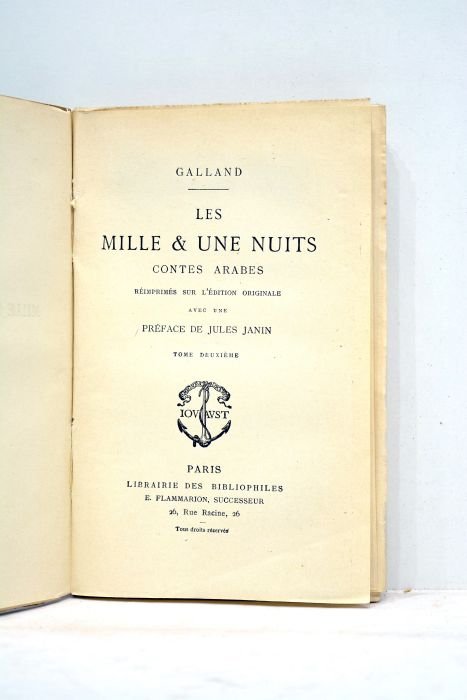 GALLAND
LES
MILLE & UNE NUITS
CONTES ARABES
RÉIMPRIMÉS SUR L'ÉDITION ORIGINALE
AVEC UNE
PRÉFACE DE JULES JANIN
TOME DEUXIÈME
IOVAVST
PARIS
LIBRAIRIE DES BIBLIOPHILES
E. FLAMMARION, SUCCESSEUR
26, Rue Racine, 26
Tous droits réservés